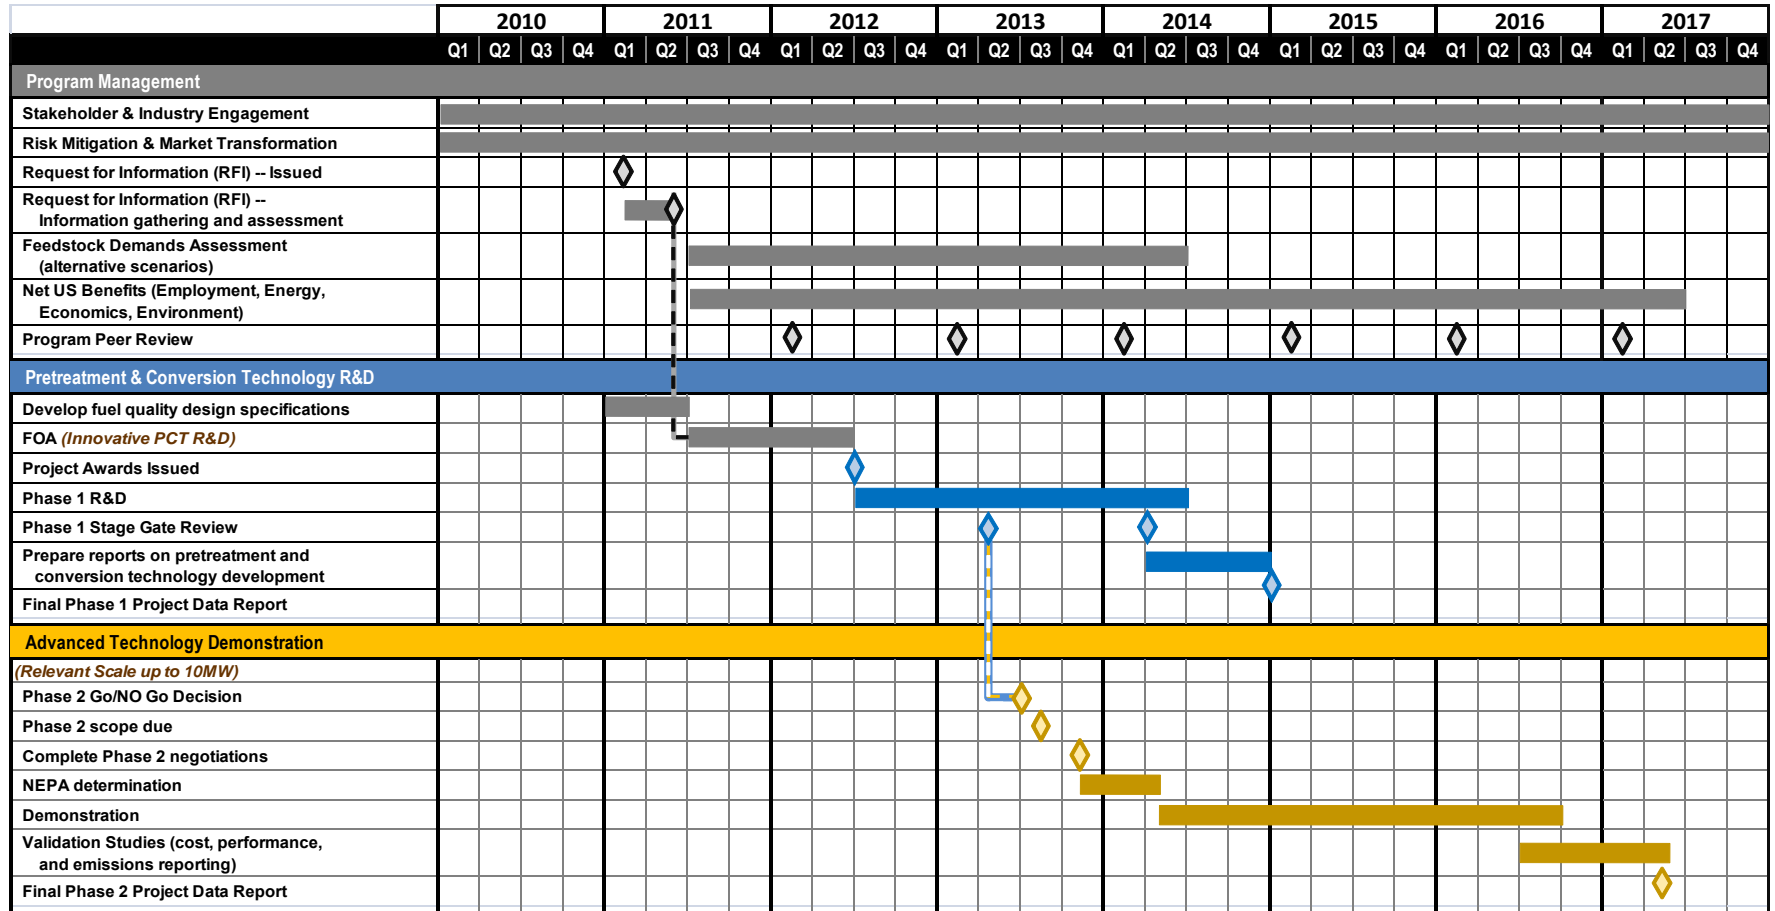 2010 2011 2012 2013 2014 2015 2016 2017
Q1 Q2 Q3 Q4 Q1 Q2 Q3 Q4 Q1 Q2 Q3 Q4 Q1 Q2 Q3 Q4 Q1 Q2 Q3 Q4 Q1 Q2 Q3 Q4 Q1 Q2 Q3 Q4 Q1 Q2 Q3 Q4
Program Management
Stakeholder & Industry Engagement
Risk Mitigation & Market Transformation
Request for Information (RFI) -- Issued
Request for Information (RFI) --
Information gathering and assessment
Feedstock Demands Assessment
(alternative scenarios)
Net US Benefits (Employment, Energy,
Economics, Environment)
Program Peer Review
Pretreatment & Conversion Technology R&D
Develop fuel quality design specifications
FOA (Innovative PCT R&D)
Project Awards Issued
Phase 1 R&D
Phase 1 Stage Gate Review
Prepare reports on pretreatment and
conversion technology development
Final Phase 1 Project Data Report
Advanced Technology Demonstration
(Relevant Scale up to 10MW)
Phase 2 Go/NO Go Decision
Phase 2 scope due
Complete Phase 2 negotiations
NEPA determination
Demonstration
Validation Studies (cost, performance,
and emissions reporting)
Final Phase 2 Project Data Report